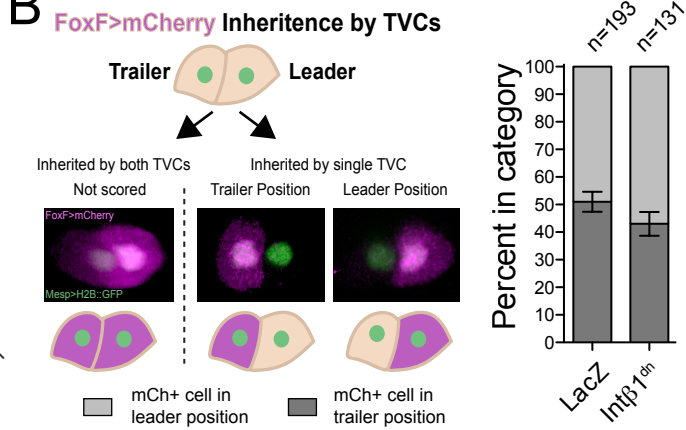 B
FoxF>mCherry Inheritence by TVCs
Trailer
Leader
Inherited by both TVCs
Inherited by single TVC
Not scored
Trailer Position
Leader Position
FoxF>mCherry
Mesp>H2B::GFP
mCh+ cell in
leader position
mCh+ cell in
trailer position
n=193
n=131
Percent in category
100
90
80
70
60
50
40
30
20
10
0
LacZ
Intβ1ᵈⁿ